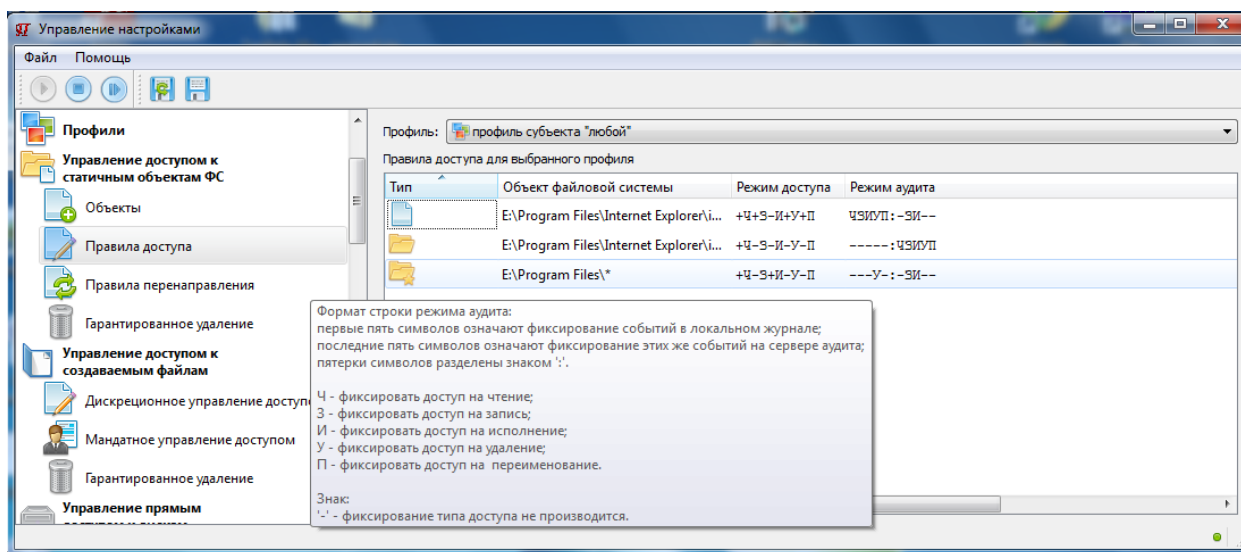 Управление настройками
Файл Помощь
Профили
Управление доступом к
статичным объектам ФС
Объекты
Правила доступа
Правила перенаправления
Гарантированное удаление
Управление доступом к
создаваемым файлам
Дискреционное управление доступ
Мандатное управление доступом
Гарантированное удаление
Управление прямым
Профиль: профиль субъекта "любой"
Правила доступа для выбранного профиля
Тип Объект файловой системы Режим доступа Режим аудита
E:\Program Files\Internet Explorer\i... +Ч+З-И+У+П ЧЗИУП:-ЗИ--
E:\Program Files\Internet Explorer\i... +Ч-З-И-У-П -----:ЧЗИУП
E:\Program Files\* +Ч-З+И-У-П ---У-:-ЗИ--
Формат строки режима аудита:
первые пять символов означают фиксирование событий в локальном журнале;
последние пять символов означают фиксирование этих же событий на сервере аудита;
пятерки символов разделены знаком ':'.
Ч - фиксировать доступ на чтение;
З - фиксировать доступ на запись;
И - фиксировать доступ на исполнение;
У - фиксировать доступ на удаление;
П - фиксировать доступ на переименование.
Знак:
'-' - фиксирование типа доступа не производится.